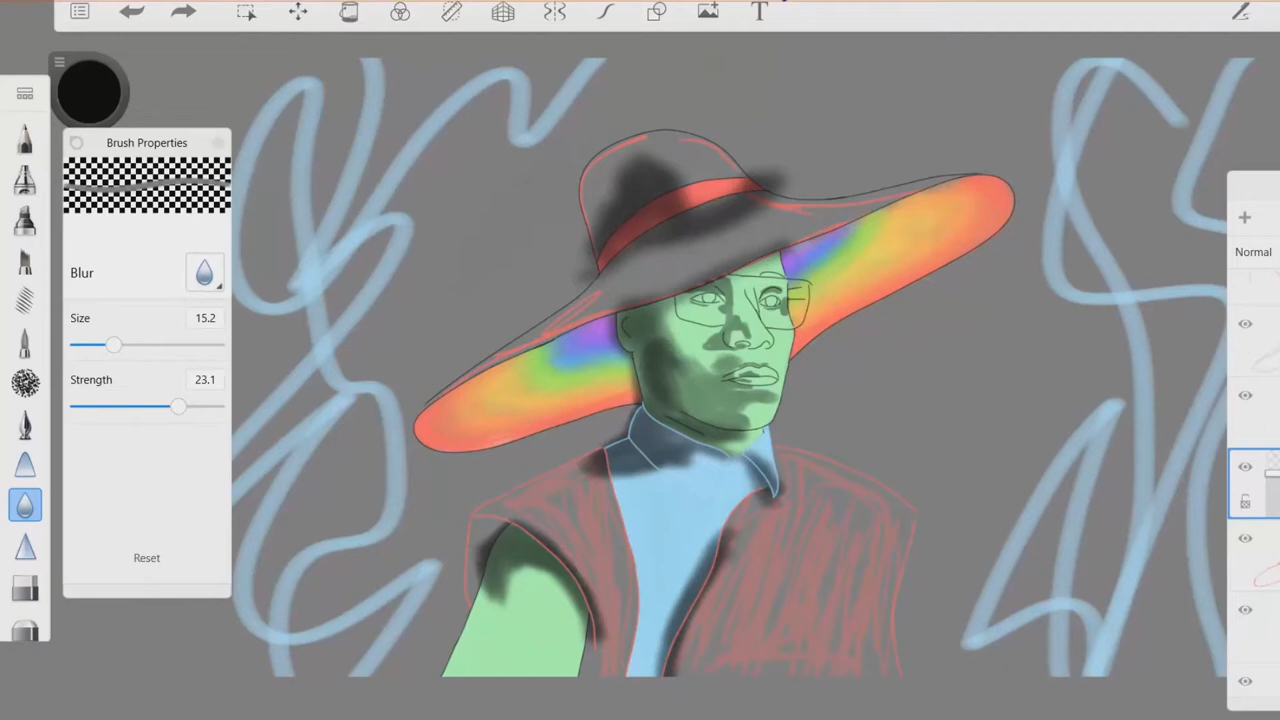 T
Brush Properties
Blur
Size 15.2
Strength 23.1
Reset
Normal